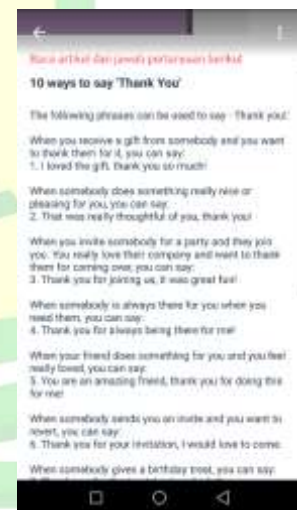 Baca artikel dan jawab pertanyaan berikut
10 ways to say 'Thank You'
The following phrases can be used to say - Thank you!
When you receive a gift from somebody and you want
to thank them for it, you can say:
1. I loved the gift, thank you so much!
When somebody does something really nice or
pleasing for you, you can say:
2. That was really thoughtful of you, thank you!
When you invite somebody for a party and they join
you. You really love their company and want to thank
them for coming over, you can say:
3. Thank you for joining us, it was great fun!
When somebody is always there for you when you
need them, you can say:
4. Thank you for always being there for me!
When your friend does something for you and you feel
really loved, you can say:
5. You are an amazing friend, thank you for doing this
for me!
When somebody sends you an invite and you want to
revert, you can say:
6. Thank you for your invitation, I would love to come.
When somebody gives a birthday treat, you can say: